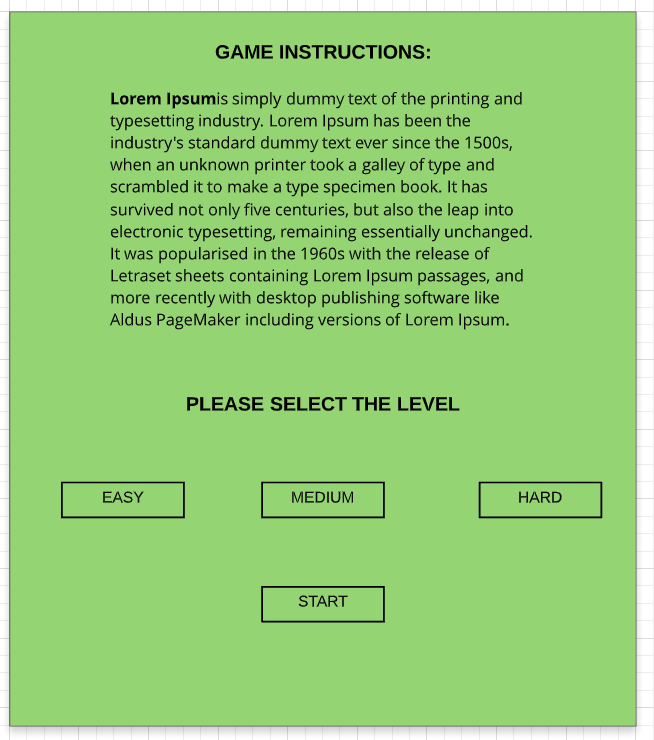 GAME INSTRUCTIONS:
Lorem Ipsumis simply dummy text of the printing and
typesetting industry. Lorem Ipsum has been the
industry's standard dummy text ever since the 1500s,
when an unknown printer took a galley of type and
scrambled it to make a type specimen book. It has
survived not only five centuries, but also the leap into
electronic typesetting, remaining essentially unchanged.
It was popularised in the 1960s with the release of
Letraset sheets containing Lorem Ipsum passages, and
more recently with desktop publishing software like
Aldus PageMaker including versions of Lorem Ipsum.
PLEASE SELECT THE LEVEL
EASY MEDIUM HARD
START